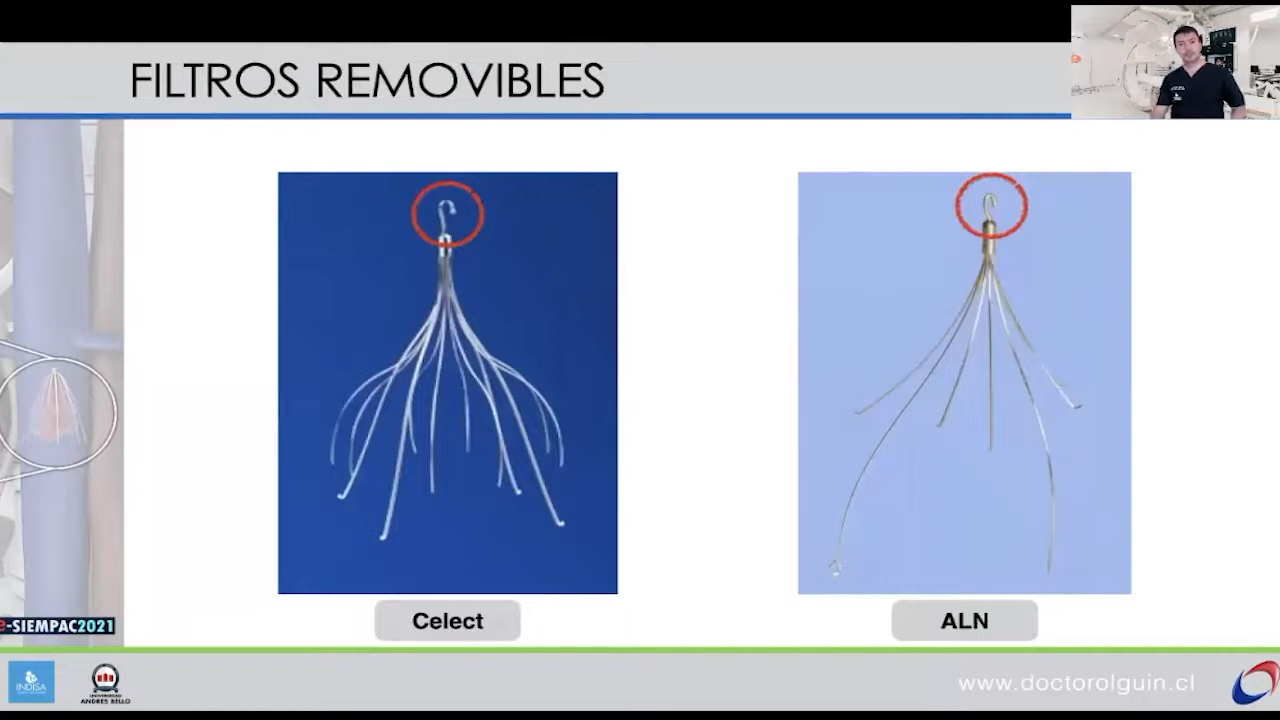 FILTROS REMOVIBLES
Celect
ALN
e-SIEMPAC2021
INDISA
UNIVERSIDAD
ANDRES BELLO
www.doctorolguin.cl